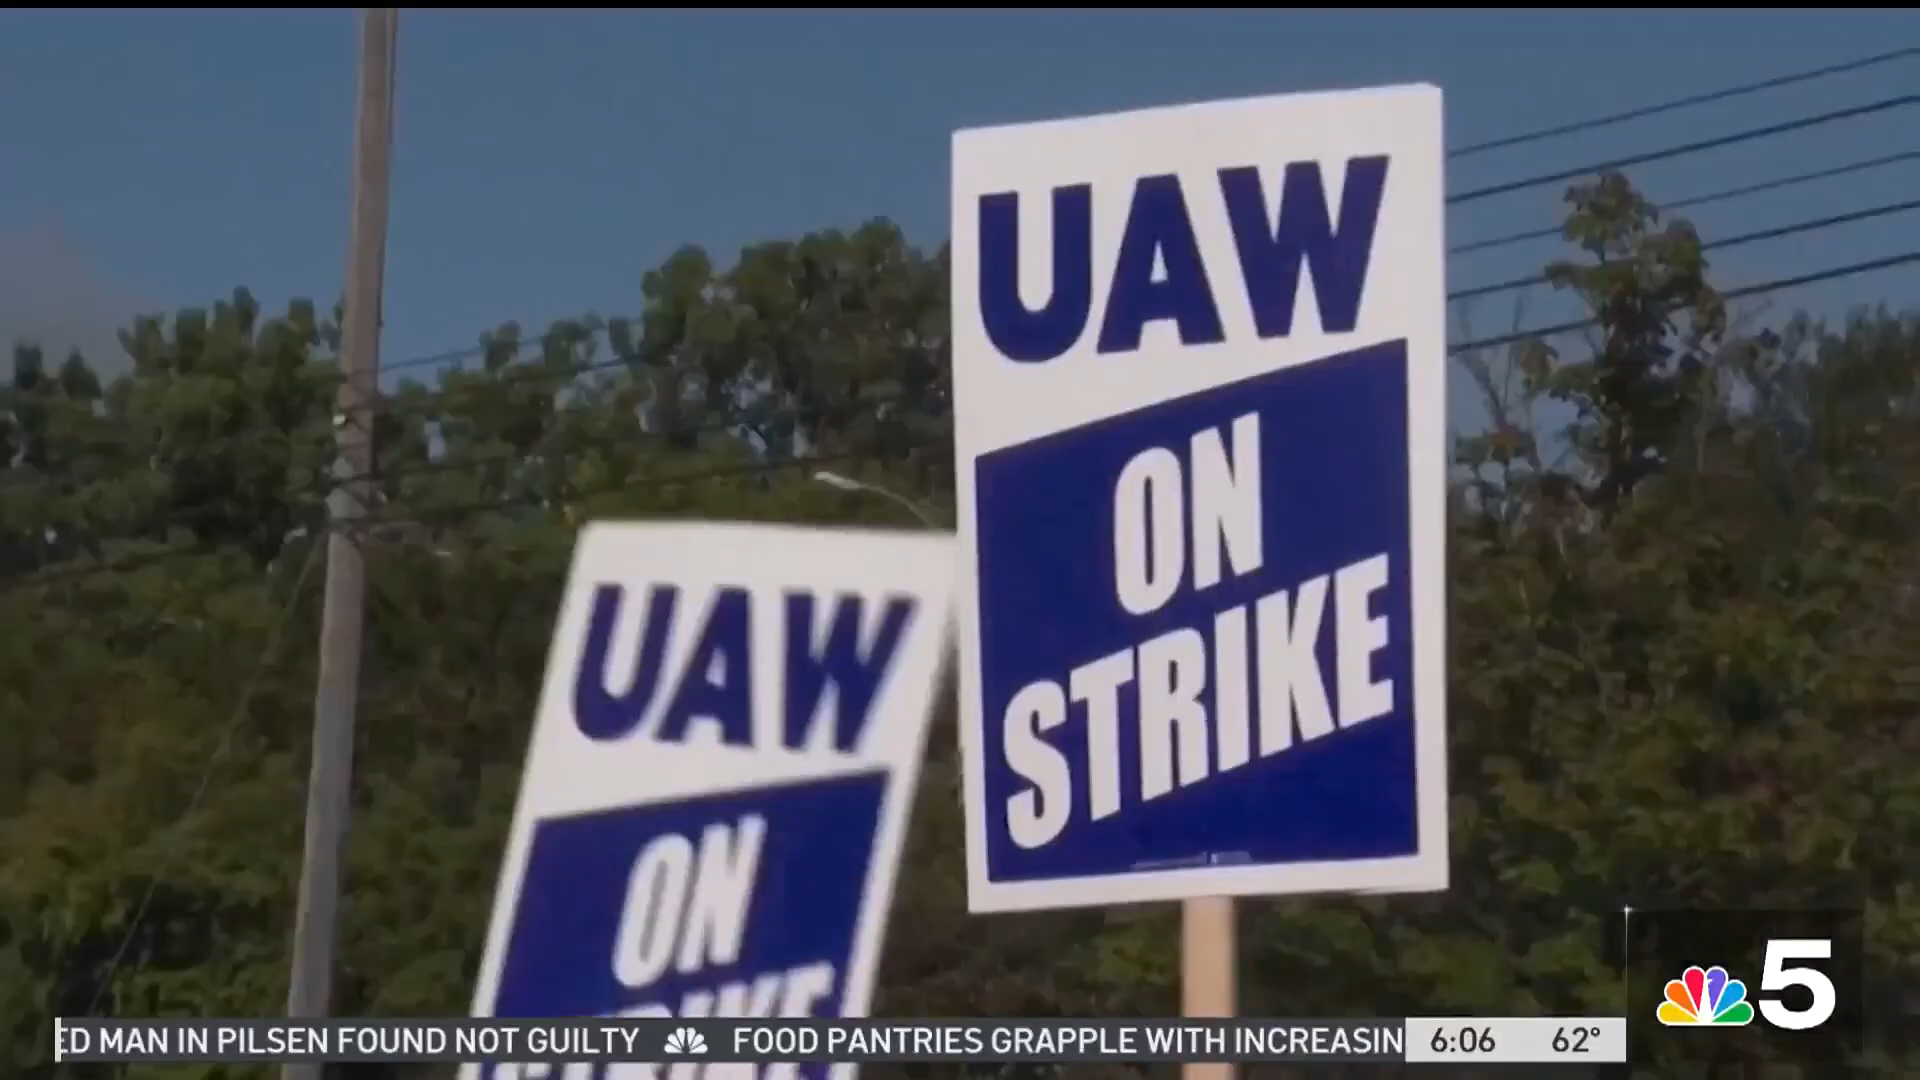 UAW
ON
STRIKE
UAW
ON
STRIKE
ED MAN IN PILSEN FOUND NOT GUILTY FOOD PANTRIES GRAPPLE WITH INCREASIN 6:06 62°
5